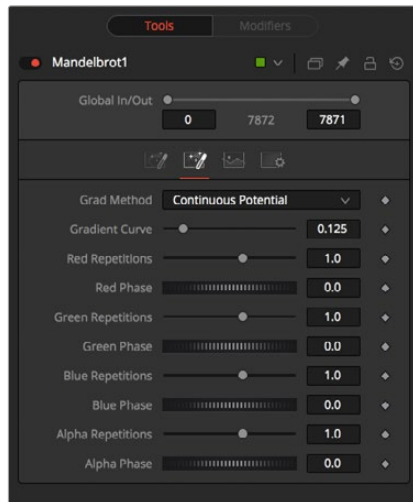 Tools Modifiers
Mandelbrot1
Global In/Out
0 7872 7871
Grad Method Continuous Potential
Gradient Curve 0.125
Red Repetitions 1.0
Red Phase 0.0
Green Repetitions 1.0
Green Phase 0.0
Blue Repetitions 1.0
Blue Phase 0.0
Alpha Repetitions 1.0
Alpha Phase 0.0